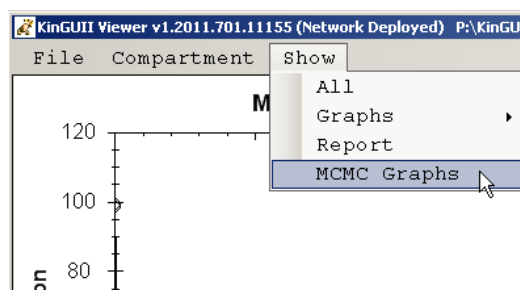 KinGUII Viewer v1.2011.701.11155 (Network Deployed) P:\KinGU
File Compartment Show
All
Graphs
Report
MCMC Graphs
M
120
100
80
on